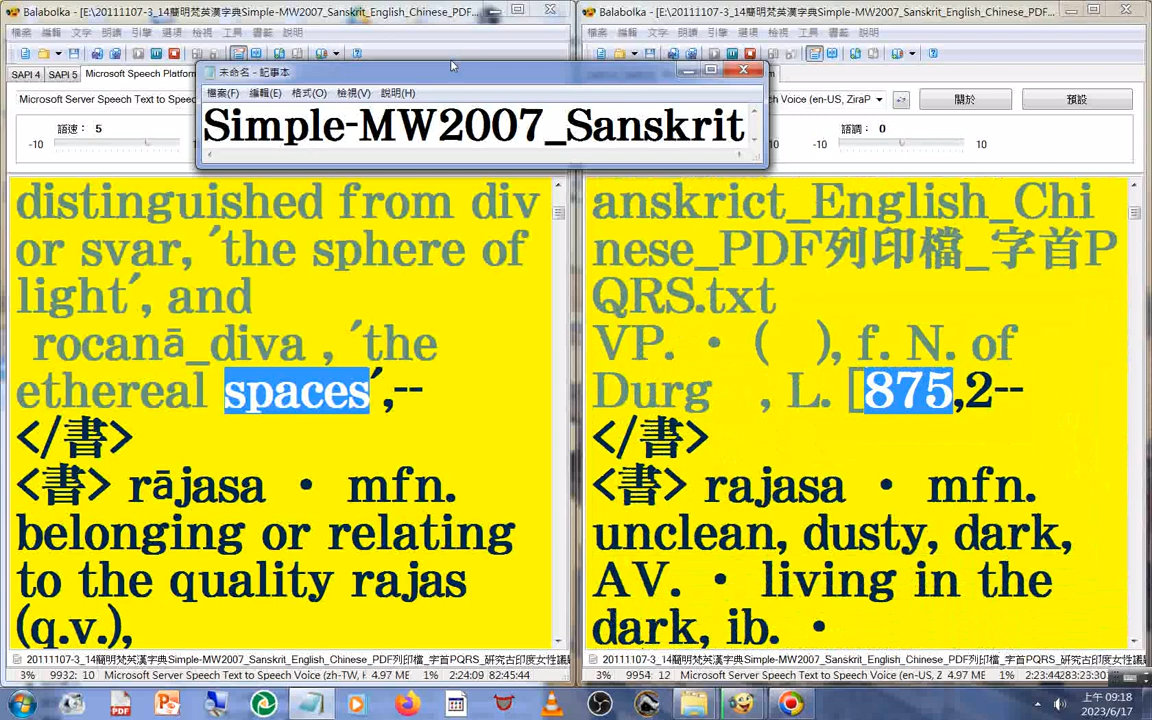 Balabolka - [E:\20111107-3_14簡明梵英漢字典Simple-MW2007_Sanskrit_English_Chinese_PDF...
檔案 編輯 文字 朗讀 引擎 選項 檢視 工具 書籤 說明
SAPI 4 SAPI 5 Microsoft Speech Platform
Microsoft Server Speech Text to Speech
語速： 5
-10
distinguished from div
or svar, ´the sphere of
light´, and
rocanā_diva , ´the
ethereal spaces´,--
</書>
<書> rājasa • mfn.
belonging or relating
to the quality rajas
(q.v.),
20111107-3_14簡明梵英漢字典Simple-MW2007_Sanskrit_English_Chinese_PDF列印檔_字首PQRS_研究古印度女性議題
3% 9932: 10 Microsoft Server Speech Text to Speech Voice (zh-TW, H 4.97 MB 1% 2:24:09 82:45:44
未命名 - 記事本
檔案(F) 編輯(E) 格式(O) 檢視(V) 說明(H)
Simple-MW2007_Sanskrit
Balabolka - [E:\20111107-3_14簡明梵英漢字典Simple-MW2007_Sanskrit_English_Chinese_PDF...
檔案 編輯 文字 朗讀 引擎 選項 檢視 工具 書籤 說明
Voice (en-US, ZiraP
關於 預設
語調： 0
-10 10
anskrict_English_Chi
nese_PDF列印檔_字首P
QRS.txt
VP. • ( ), f. N. of
Durg , L. [875,2--
</書>
<書> rajasa • mfn.
unclean, dusty, dark,
AV. • living in the
dark, ib. •
20111107-3_14簡明梵英漢字典Simple-MW2007_Sanskrit_English_Chinese_PDF列印檔_字首PQRS_研究古印度女性議題
3% 9954: 12 Microsoft Server Speech Text to Speech Voice (en-US, Z 4.97 MB 1% 2:23:44 283:23:30
上午 09:18
2023/6/17